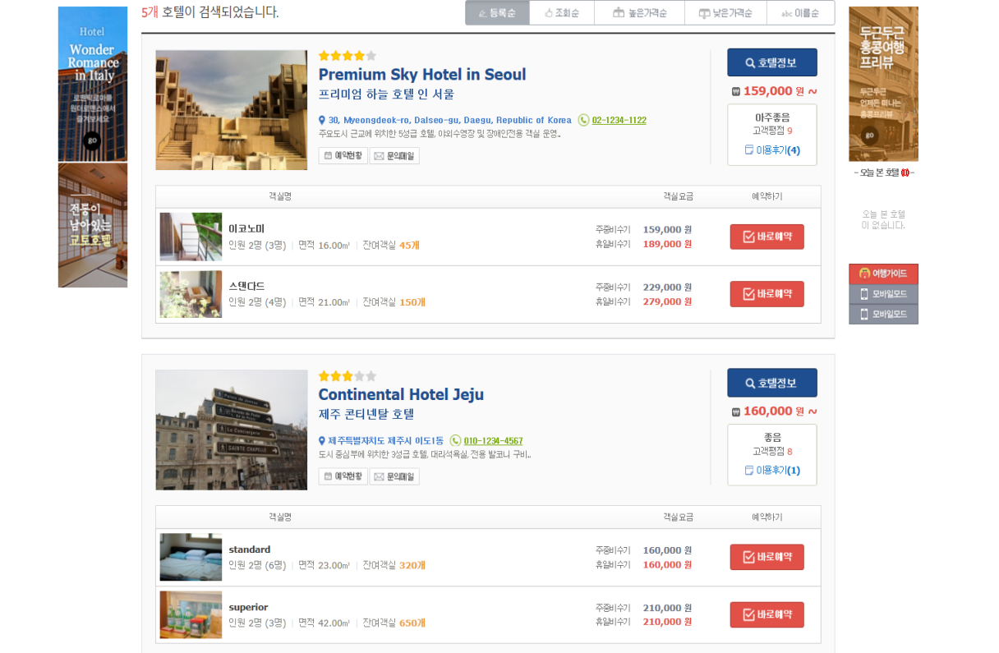 5개 호텔이 검색되었습니다.
등록순
조회순
높은가격순
낮은가격순
abc 이름순
Hotel
Wonder
Romance
in Italy
로맨틱로마를
원더로맨스에서
즐겨보세요
go
전통이
남아있는
교토호텔
Premium Sky Hotel in Seoul
프리미엄 하늘 호텔 인 서울
30, Myeongdeok-ro, Dalseo-gu, Daegu, Republic of Korea 02-1234-1122
주요도시 근교에 위치한 5성급 호텔, 야외수영장 및 장애인전용 객실 운영..
예약현황 문의메일
호텔정보
159,000 원 ~
아주좋음
고객평점 9
이용후기(4)
객실명 객실요금 예약하기
이코노미
인원 2명 (3명) | 면적 16.00㎡ | 잔여객실 45개
주중비수기 159,000 원
휴일비수기 189,000 원
바로예약
스탠다드
인원 2명 (4명) | 면적 21.00㎡ | 잔여객실 150개
주중비수기 229,000 원
휴일비수기 279,000 원
바로예약
Continental Hotel Jeju
제주 콘티넨탈 호텔
제주특별자치도 제주시 이도1동 010-1234-4567
도시 중심부에 위치한 3성급 호텔, 대리석욕실, 전용 발코니 구비..
예약현황 문의메일
호텔정보
160,000 원 ~
좋음
고객평점 8
이용후기(1)
Le Conciergerie
SAINTE CHAPELLE
객실명 객실요금 예약하기
standard
인원 2명 (6명) | 면적 23.00㎡ | 잔여객실 320개
주중비수기 160,000 원
휴일비수기 160,000 원
바로예약
superior
인원 2명 (3명) | 면적 42.00㎡ | 잔여객실 650개
주중비수기 210,000 원
휴일비수기 210,000 원
바로예약
두근두근
홍콩여행
프리뷰
두근두근
언제든 떠나는
홍콩프리뷰
go
- 오늘 본 호텔 (0) -
오늘 본 호텔
이 없습니다.
여행가이드
모바일모드
모바일모드